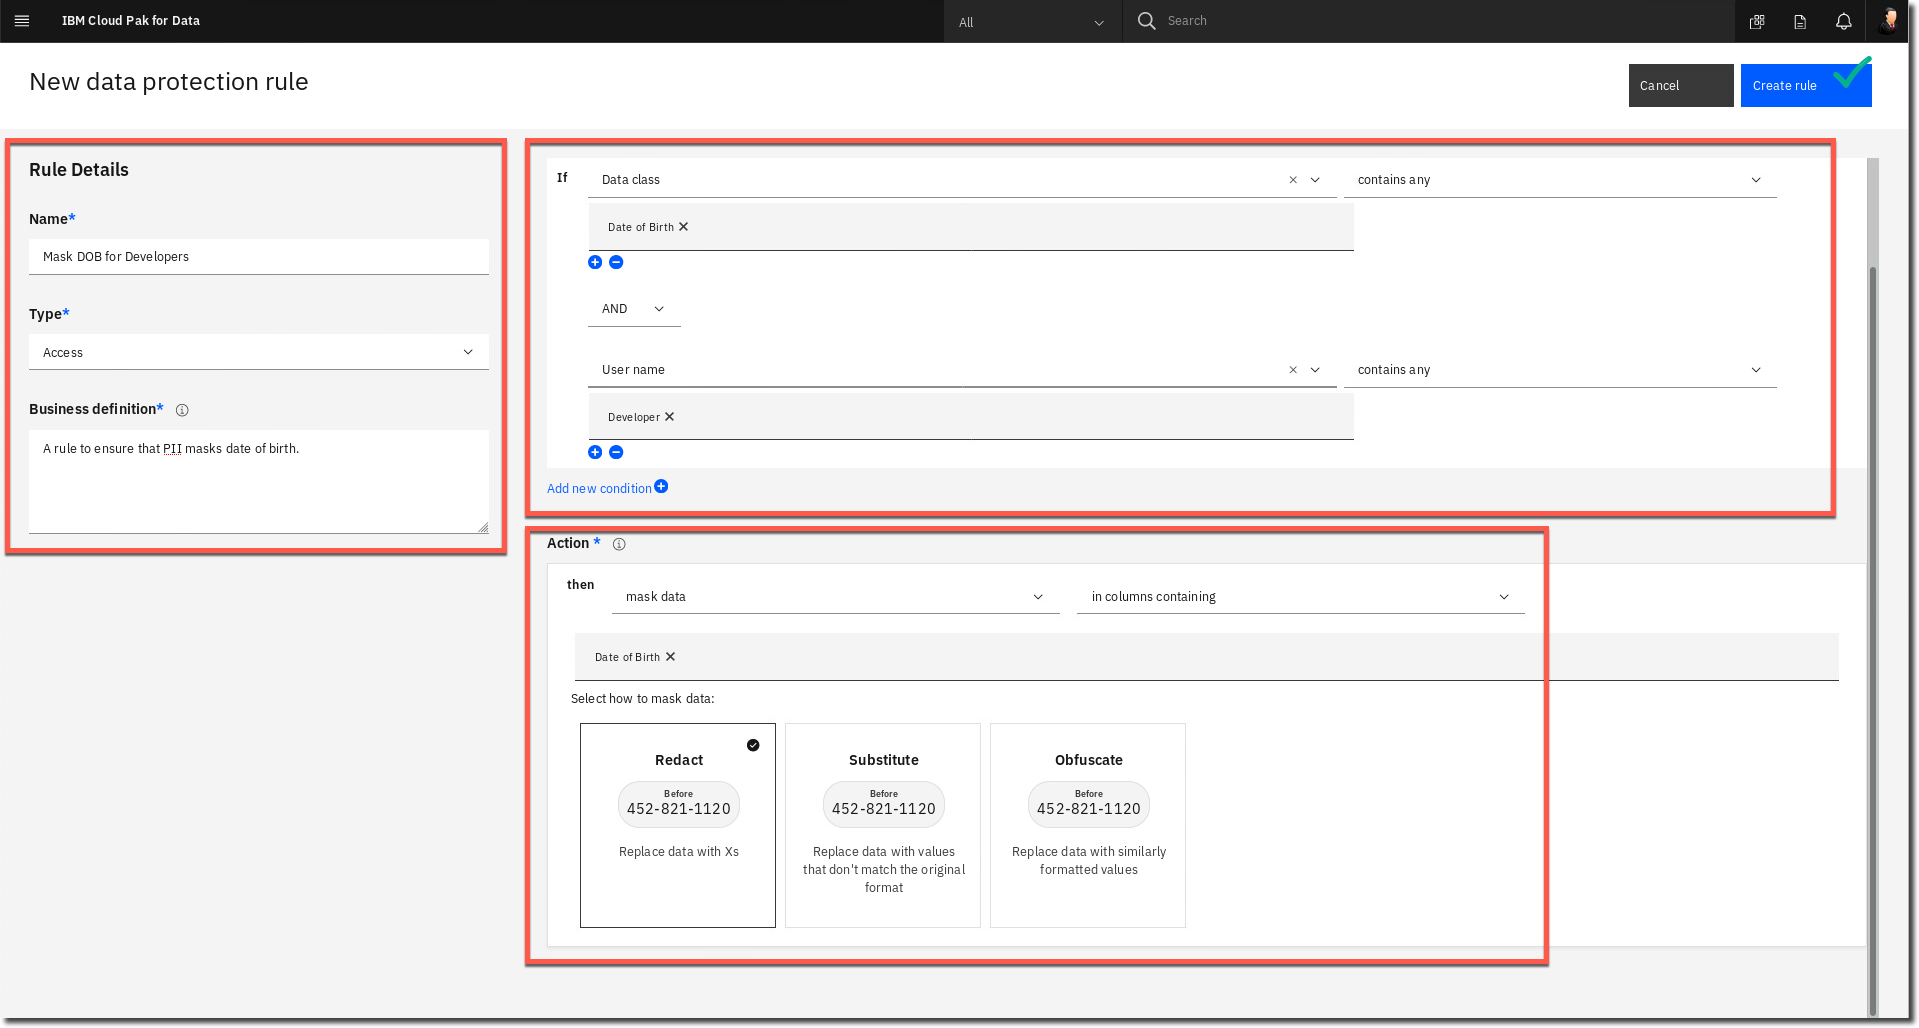 IBM Cloud Pak for Data
All
Search
New data protection rule
Cancel
Create rule
Rule Details
Name*
Mask DOB for Developers
Type*
Access
Business definition*
A rule to ensure that PII masks date of birth.
If
Data class
contains any
Date of Birth
AND
User name
contains any
Developer
Add new condition
Action *
then
mask data
in columns containing
Date of Birth
Select how to mask data:
Redact
Before
452-821-1120
Replace data with Xs
Substitute
Before
452-821-1120
Replace data with values
that don't match the original
format
Obfuscate
Before
452-821-1120
Replace data with similarly
formatted values